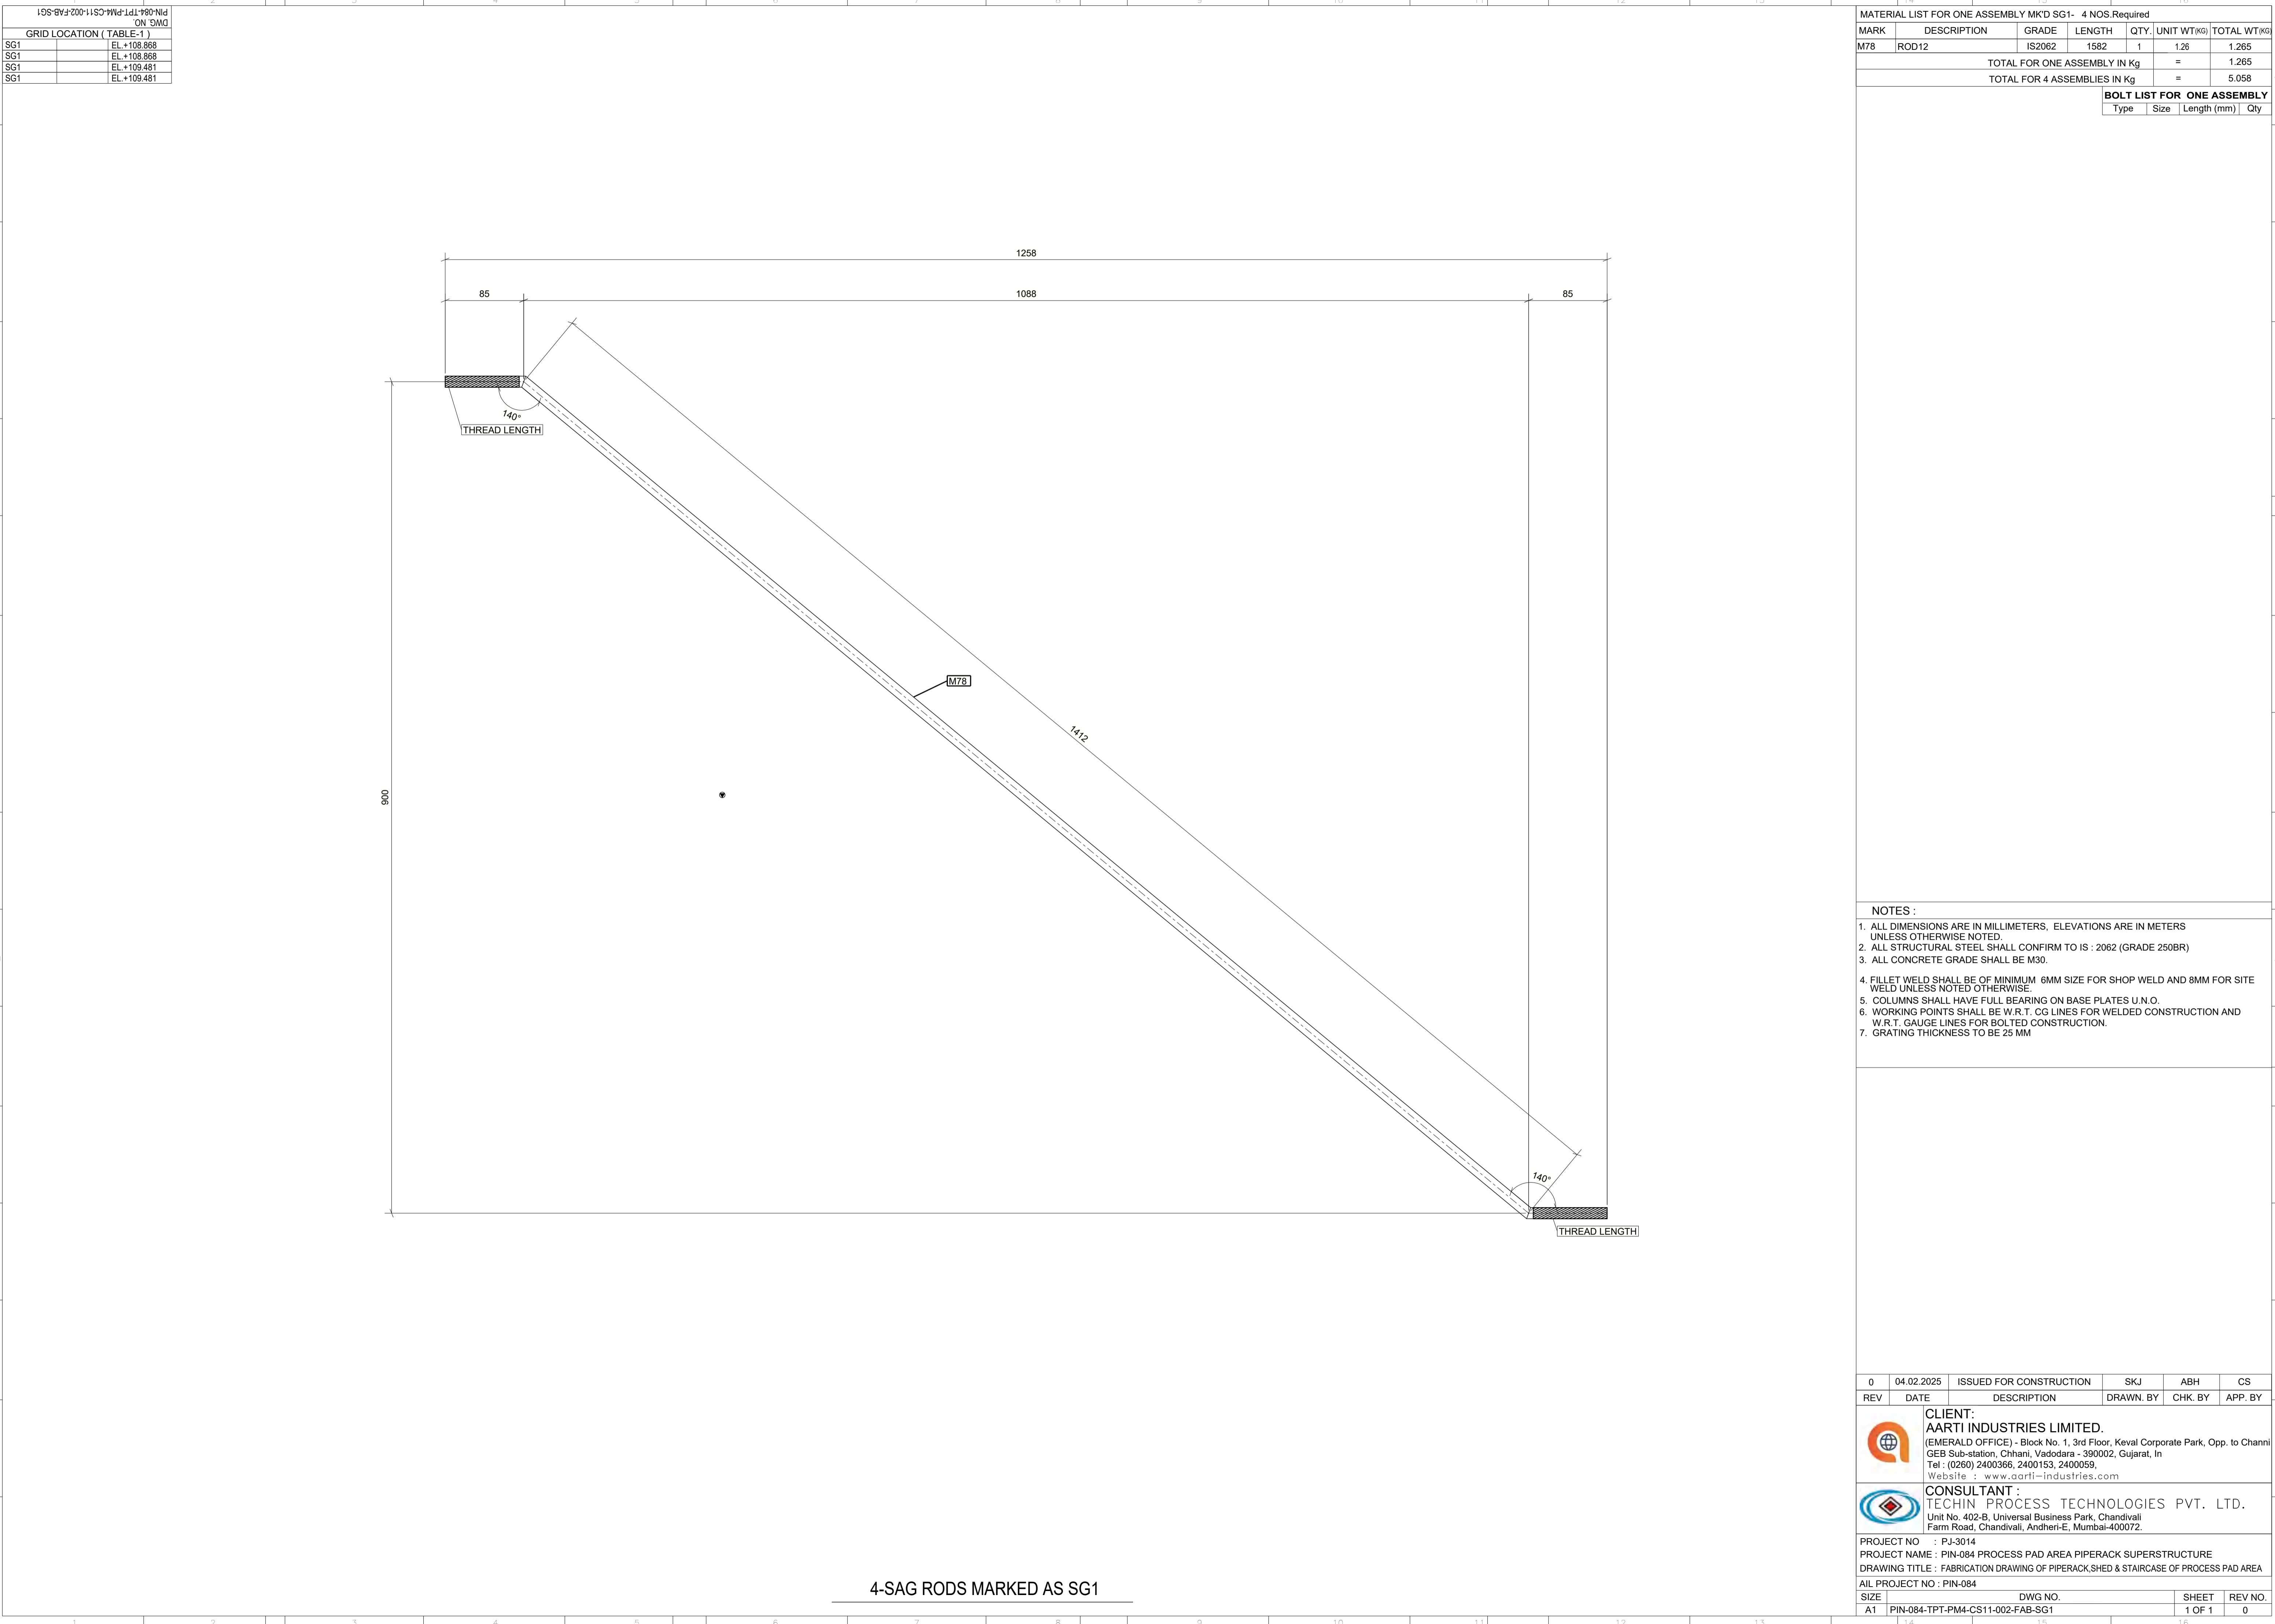 PIN-084-TPT-PM4-CS11-002-FAB-SG1
DWG. NO.
GRID LOCATION ( TABLE-1 )
SG1 EL.+108.868
SG1 EL.+108.868
SG1 EL.+109.481
SG1 EL.+109.481
MATERIAL LIST FOR ONE ASSEMBLY MK'D SG1- 4 NOS.Required
MARK DESCRIPTION GRADE LENGTH QTY. UNIT WT(KG) TOTAL WT(KG)
M78 ROD12 IS2062 1582 1 1.26 1.265
TOTAL FOR ONE ASSEMBLY IN Kg = 1.265
TOTAL FOR 4 ASSEMBLIES IN Kg = 5.058
BOLT LIST FOR ONE ASSEMBLY
Type Size Length (mm) Qty
1258
85 1088 85
140°
THREAD LENGTH
M78
1412
900
140°
THREAD LENGTH
4-SAG RODS MARKED AS SG1
NOTES :
1. ALL DIMENSIONS ARE IN MILLIMETERS, ELEVATIONS ARE IN METERS
UNLESS OTHERWISE NOTED.
2. ALL STRUCTURAL STEEL SHALL CONFIRM TO IS : 2062 (GRADE 250BR)
3. ALL CONCRETE GRADE SHALL BE M30.
4. FILLET WELD SHALL BE OF MINIMUM 6MM SIZE FOR SHOP WELD AND 8MM FOR SITE
WELD UNLESS NOTED OTHERWISE.
5. COLUMNS SHALL HAVE FULL BEARING ON BASE PLATES U.N.O.
6. WORKING POINTS SHALL BE W.R.T. CG LINES FOR WELDED CONSTRUCTION AND
W.R.T. GAUGE LINES FOR BOLTED CONSTRUCTION.
7. GRATING THICKNESS TO BE 25 MM
0 04.02.2025 ISSUED FOR CONSTRUCTION SKJ ABH CS
REV DATE DESCRIPTION DRAWN. BY CHK. BY APP. BY
CLIENT:
AARTI INDUSTRIES LIMITED.
(EMERALD OFFICE) - Block No. 1, 3rd Floor, Keval Corporate Park, Opp. to Channi
GEB Sub-station, Chhani, Vadodara - 390002, Gujarat, In
Tel : (0260) 2400366, 2400153, 2400059,
Website : www.aarti-industries.com
CONSULTANT :
TECHIN PROCESS TECHNOLOGIES PVT. LTD.
Unit No. 402-B, Universal Business Park, Chandivali
Farm Road, Chandivali, Andheri-E, Mumbai-400072.
PROJECT NO : PJ-3014
PROJECT NAME : PIN-084 PROCESS PAD AREA PIPERACK SUPERSTRUCTURE
DRAWING TITLE : FABRICATION DRAWING OF PIPERACK,SHED & STAIRCASE OF PROCESS PAD AREA
AIL PROJECT NO : PIN-084
SIZE DWG NO. SHEET REV NO.
A1 PIN-084-TPT-PM4-CS11-002-FAB-SG1 1 OF 1 0